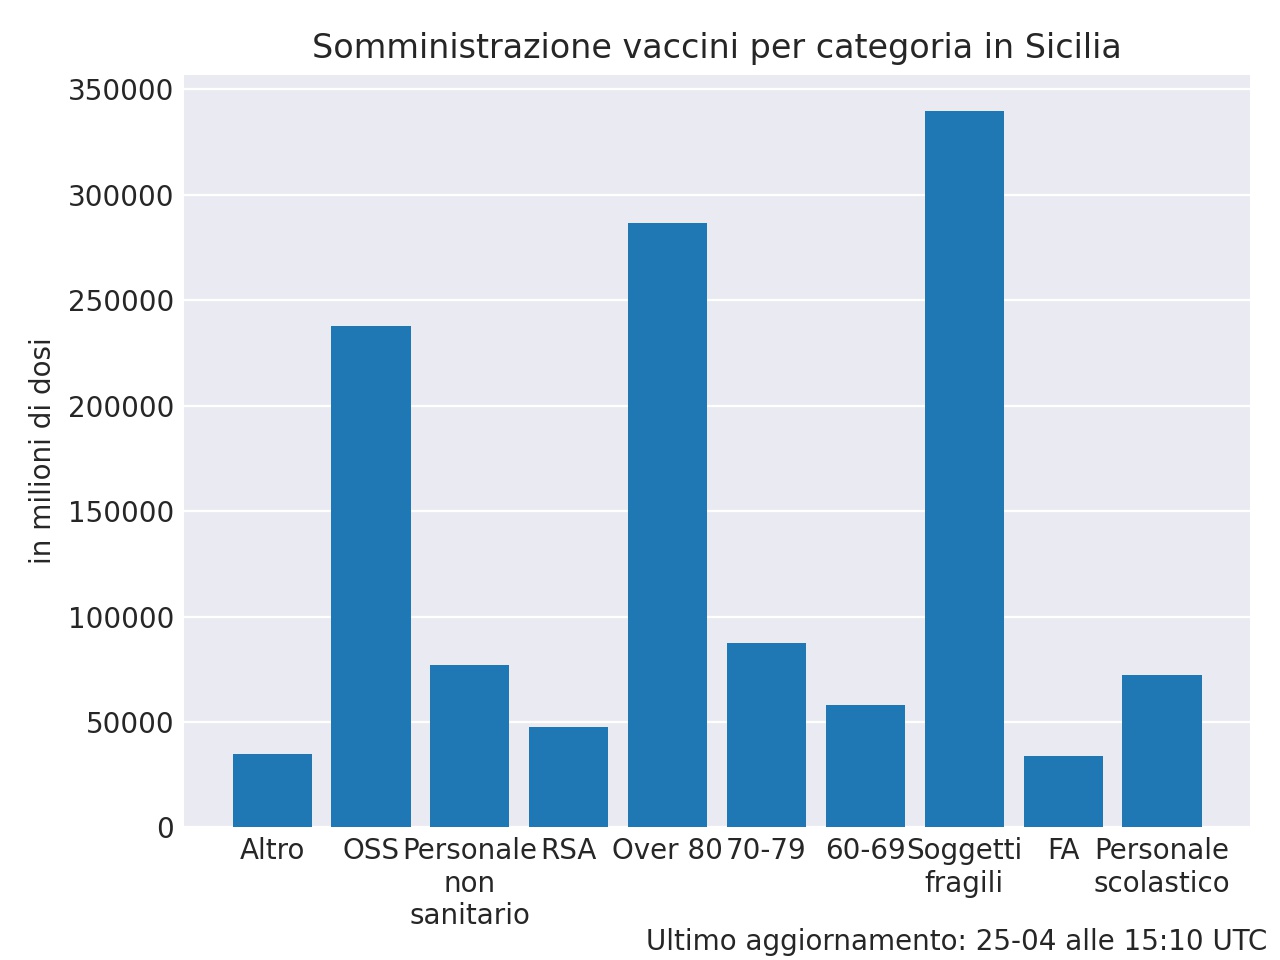 Somministrazione vaccini per categoria in Sicilia
in milioni di dosi
350000
300000
250000
200000
150000
100000
50000
0
Altro
OSS
Personale
non
sanitario
RSA
Over 80
70-79
60-69
Soggetti
fragili
FA
Personale
scolastico
Ultimo aggiornamento: 25-04 alle 15:10 UTC